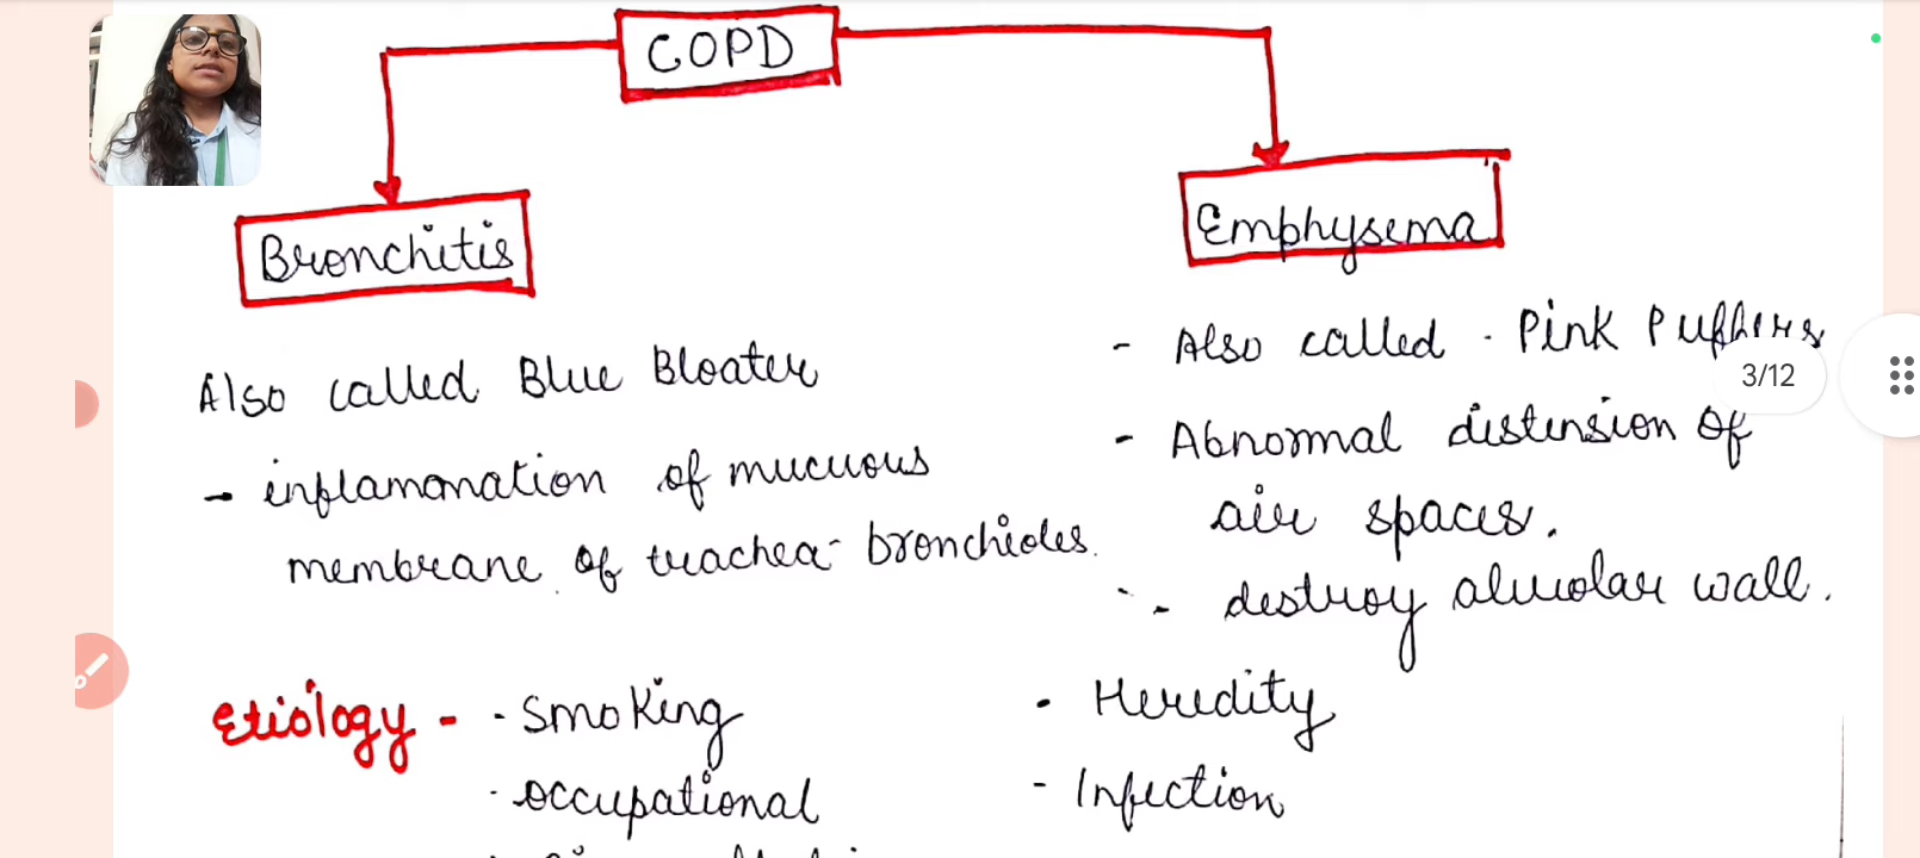 COPD
Bronchitis
Emphysema
Also called Blue Bloater
- inflammation of mucuous
membrane of trachea - bronchioles.
- Also called . Pink Puffers
3/12
- Abnormal distension of
air spaces.
- destroy alveolar wall.
Etiology - . Smoking
. occupational
. Heredity
- Infection